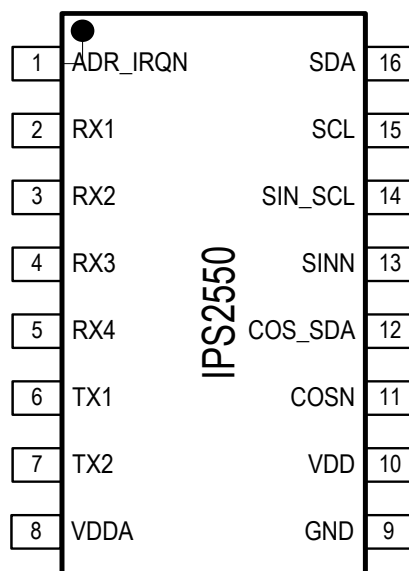 1 ADR_IRQN SDA 16
2 RX1 SCL 15
3 RX2 SIN_SCL 14
4 RX3 SINN 13
IPS2550
5 RX4 COS_SDA 12
6 TX1 COSN 11
7 TX2 VDD 10
8 VDDA GND 9